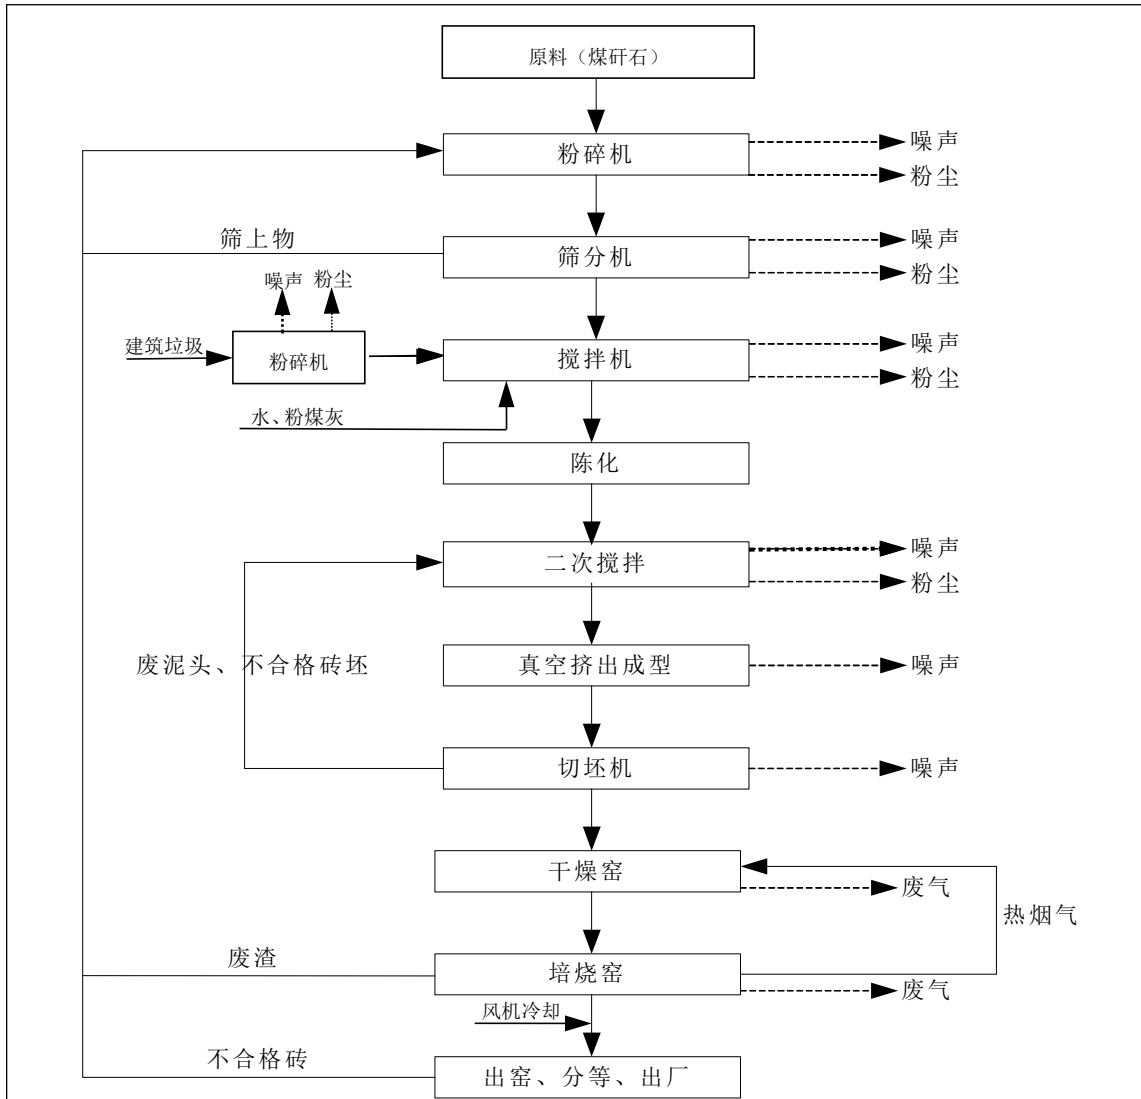 原料（煤矸石）
粉碎机
噪声
粉尘
筛上物
筛分机
噪声
粉尘
噪声
粉尘
建筑垃圾
粉碎机
搅拌机
噪声
粉尘
水、粉煤灰
陈化
二次搅拌
噪声
粉尘
废泥头、不合格砖坯
真空挤出成型
噪声
切坯机
噪声
干燥窑
废气
热烟气
废渣
培烧窑
废气
风机冷却
不合格砖
出窑、分等、出厂